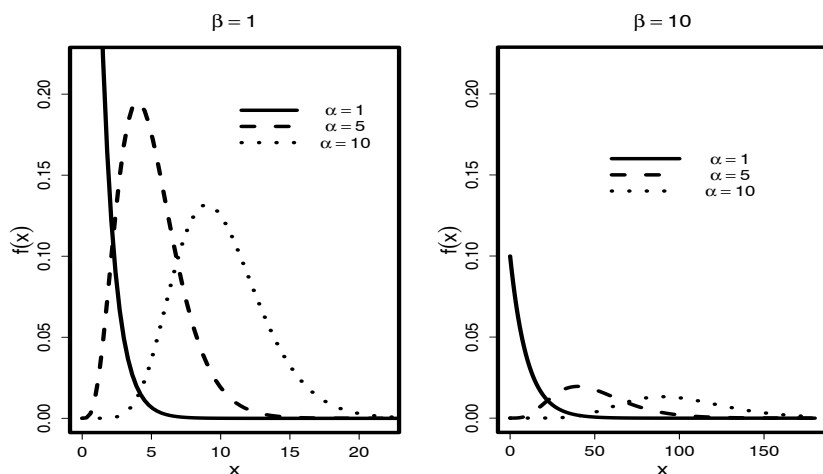 β = 1
f(x)
0.20
0.15
0.10
0.05
0.00
α = 1
α = 5
α = 10
0 5 10 15 20
x
β = 10
f(x)
0.20
0.15
0.10
0.05
0.00
α = 1
α = 5
α = 10
0 50 100 150
x